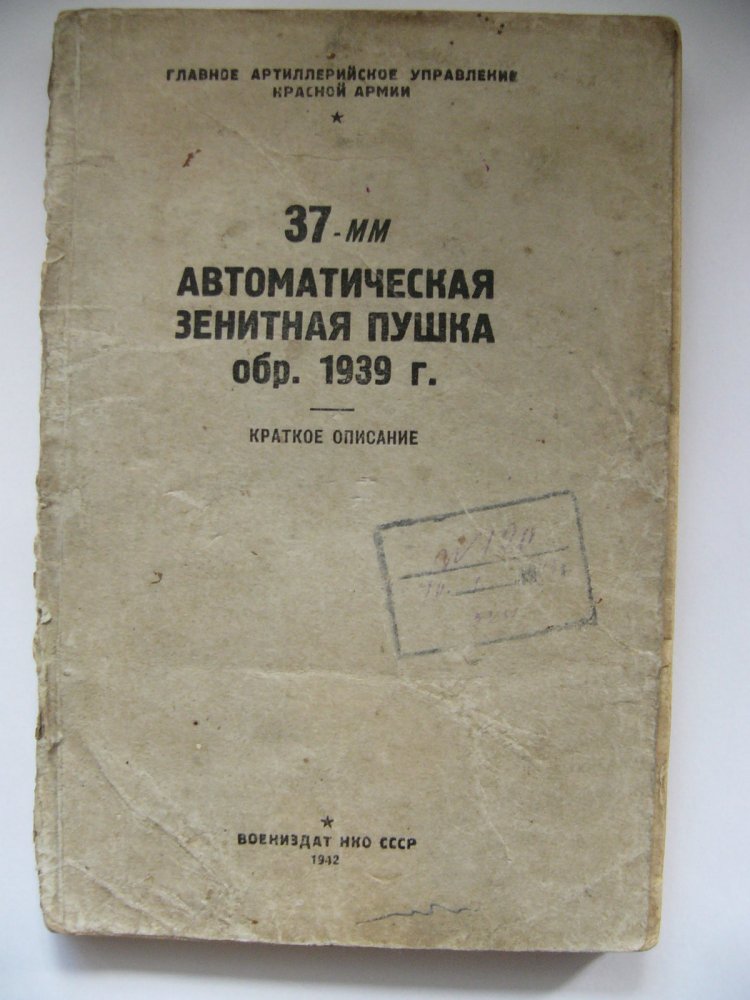 ГЛАВНОЕ АРТИЛЛЕРИЙСКОЕ УПРАВЛЕНИЕ
КРАСНОЙ АРМИИ
37-мм
АВТОМАТИЧЕСКАЯ
ЗЕНИТНАЯ ПУШКА
обр. 1939 г.
КРАТКОЕ ОПИСАНИЕ
ВОЕНИЗДАТ НКО СССР
1942